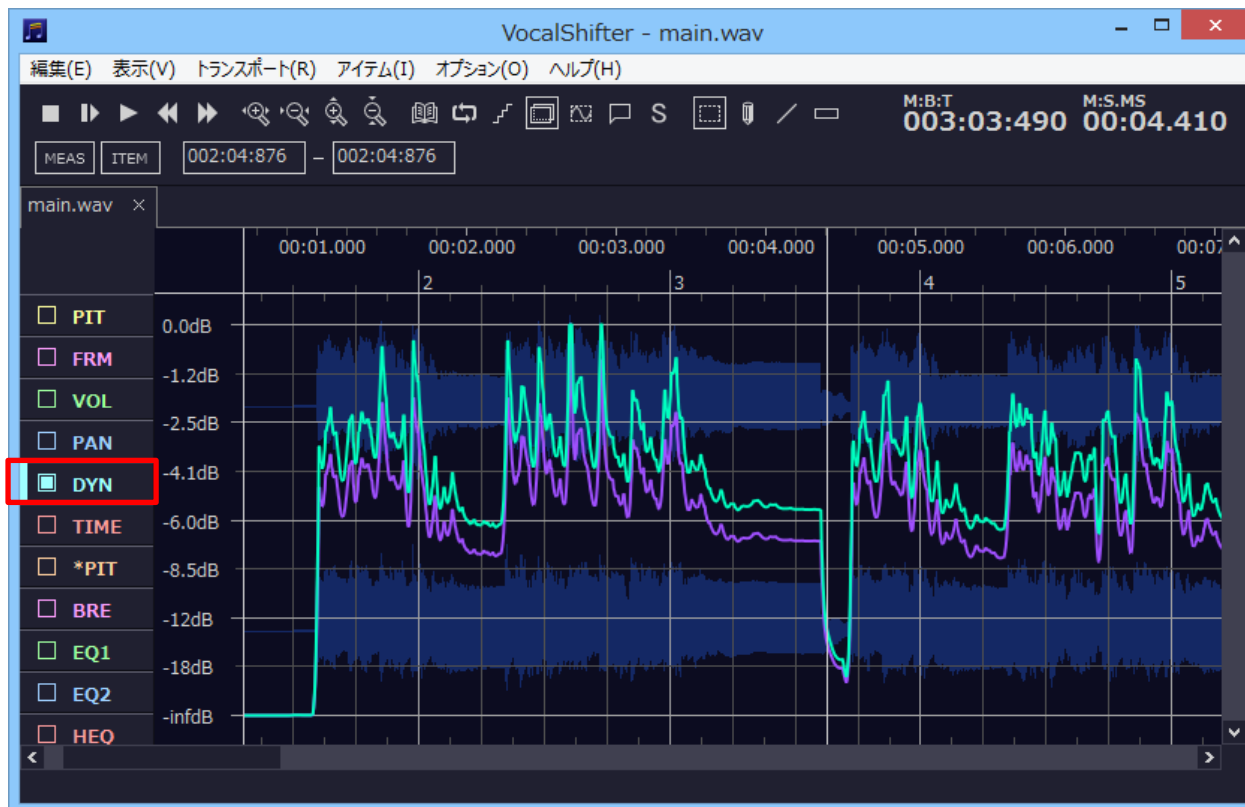 VocalShifter - main.wav
編集(E) 表示(V) トランスポート(R) アイテム(I) オプション(O) ヘルプ(H)
S
M:B:T M:S.MS
003:03:490 00:04.410
MEAS ITEM 002:04:876 – 002:04:876
main.wav
00:01.000 00:02.000 00:03.000 00:04.000 00:05.000 00:06.000 00:07
2 3 4 5
PIT
FRM
VOL
PAN
DYN
TIME
*PIT
BRE
EQ1
EQ2
HEQ
0.0dB
-1.2dB
-2.5dB
-4.1dB
-6.0dB
-8.5dB
-12dB
-18dB
-infdB